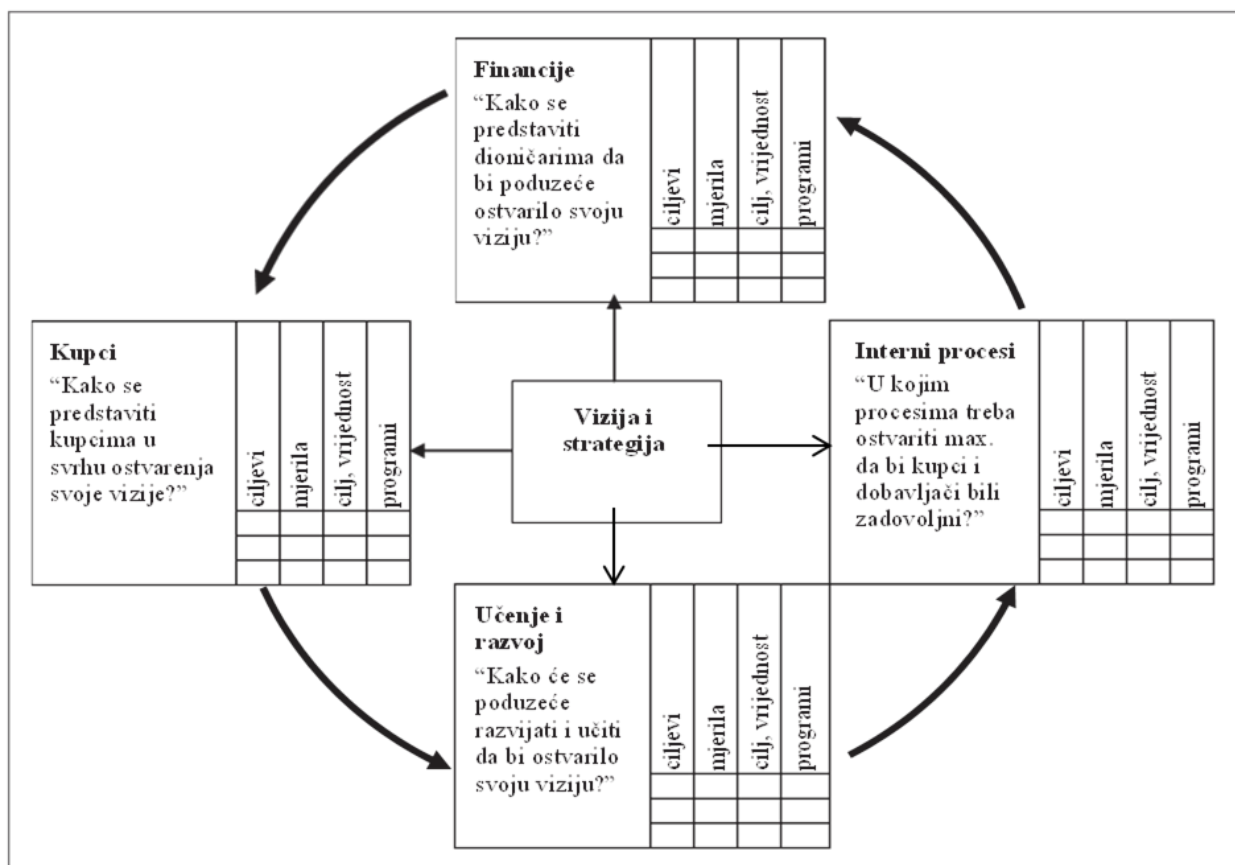 Financije
“Kako se
predstaviti
dioničarima da
bi poduzeće
ostvarilo svoju
viziju?”
ciljevi
mjerila
cilj, vrijednost
programi
Kupci
“Kako se
predstaviti
kupcima u
svrhu ostvarenja
svoje vizije?”
ciljevi
mjerila
cilj, vrijednost
programi
Vizija i
strategija
Interni procesi
“U kojim
procesima treba
ostvariti max.
da bi kupci i
dobavljači bili
zadovoljni?”
ciljevi
mjerila
cilj, vrijednost
programi
Učenje i
razvoj
“Kako će se
poduzeće
razvijati i učiti
da bi ostvarilo
svoju viziju?”
ciljevi
mjerila
cilj, vrijednost
programi